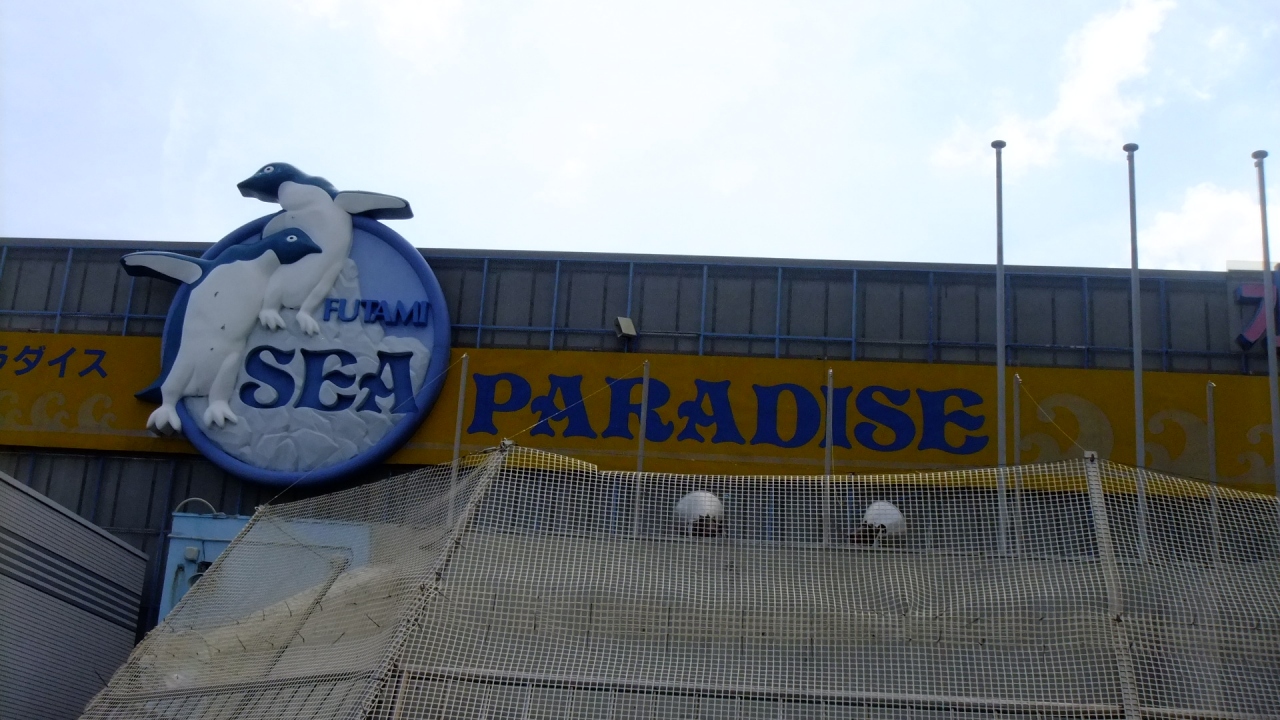 ラダイス
FUTAMI
SEA
PARADISE